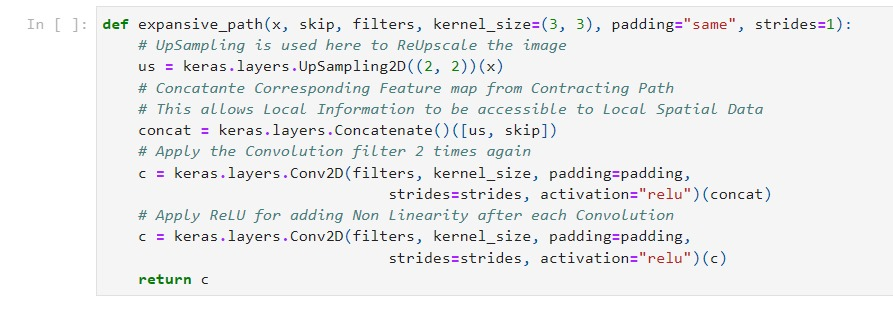 In [ ]: def expansive_path(x, skip, filters, kernel_size=(3, 3), padding="same", strides=1):
# UpSampling is used here to ReUpscale the image
us = keras.layers.UpSampling2D((2, 2))(x)
# Concatante Corresponding Feature map from Contracting Path
# This allows Local Information to be accessible to Local Spatial Data
concat = keras.layers.Concatenate()([us, skip])
# Apply the Convolution filter 2 times again
c = keras.layers.Conv2D(filters, kernel_size, padding=padding,
strides=strides, activation="relu")(concat)
# Apply ReLU for adding Non Linearity after each Convolution
c = keras.layers.Conv2D(filters, kernel_size, padding=padding,
strides=strides, activation="relu")(c)
return c